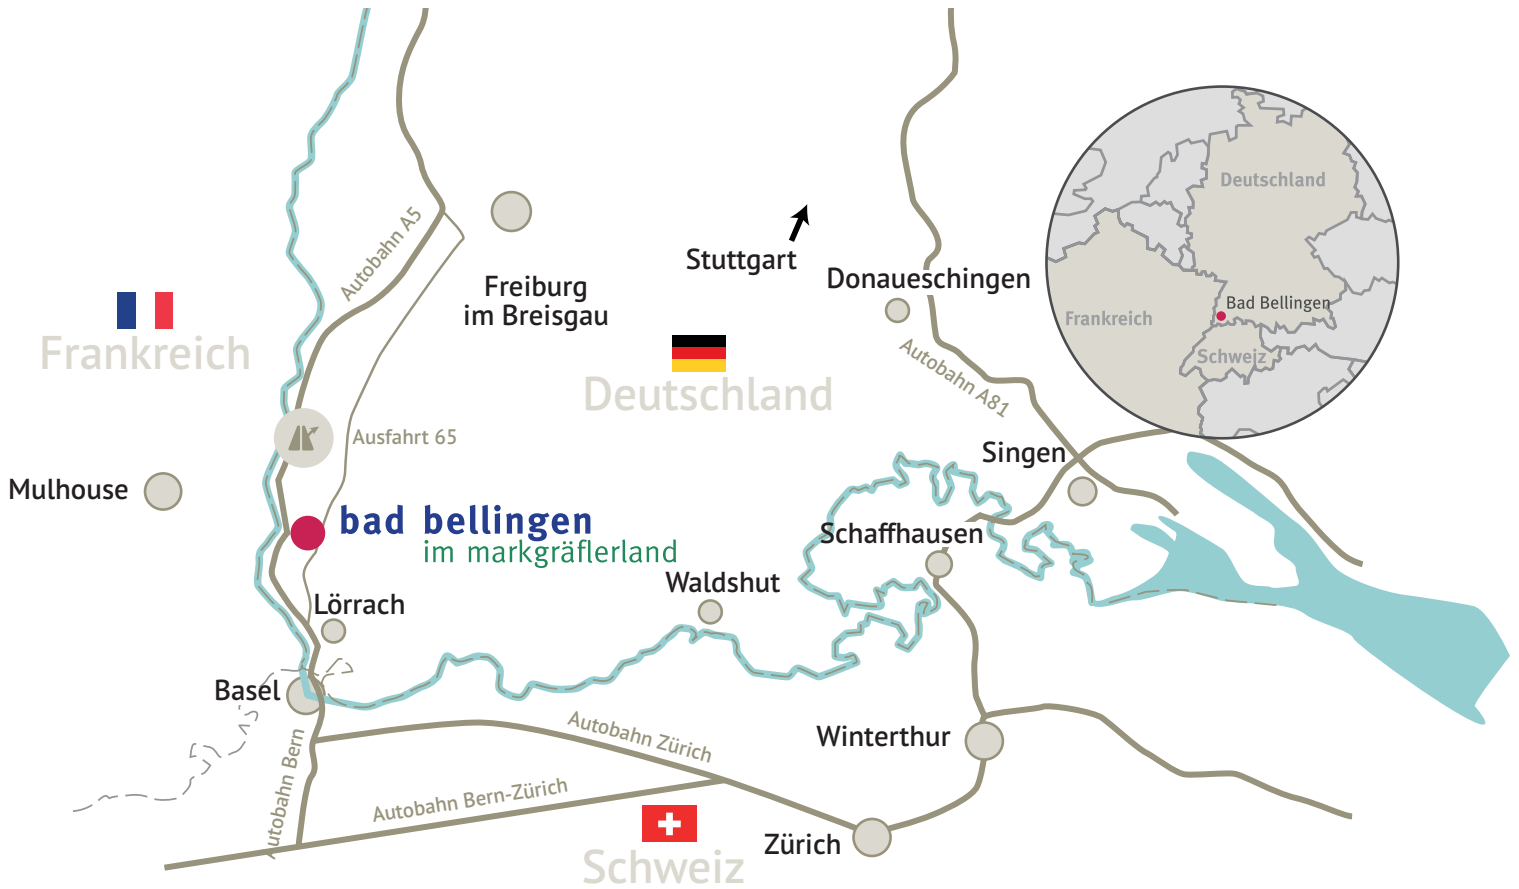 Autobahn A5
Freiburg
im Breisgau
Stuttgart
Donaueschingen
Deutschland
Bad Bellingen
Frankreich
Schweiz
Frankreich
Deutschland
Autobahn A81
Ausfahrt 65
Singen
Mulhouse
bad bellingen
im markgräflerland
Schaffhausen
Waldshut
Lörrach
Basel
Autobahn Bern
Autobahn Zürich
Winterthur
Autobahn Bern-Zürich
Zürich
Schweiz